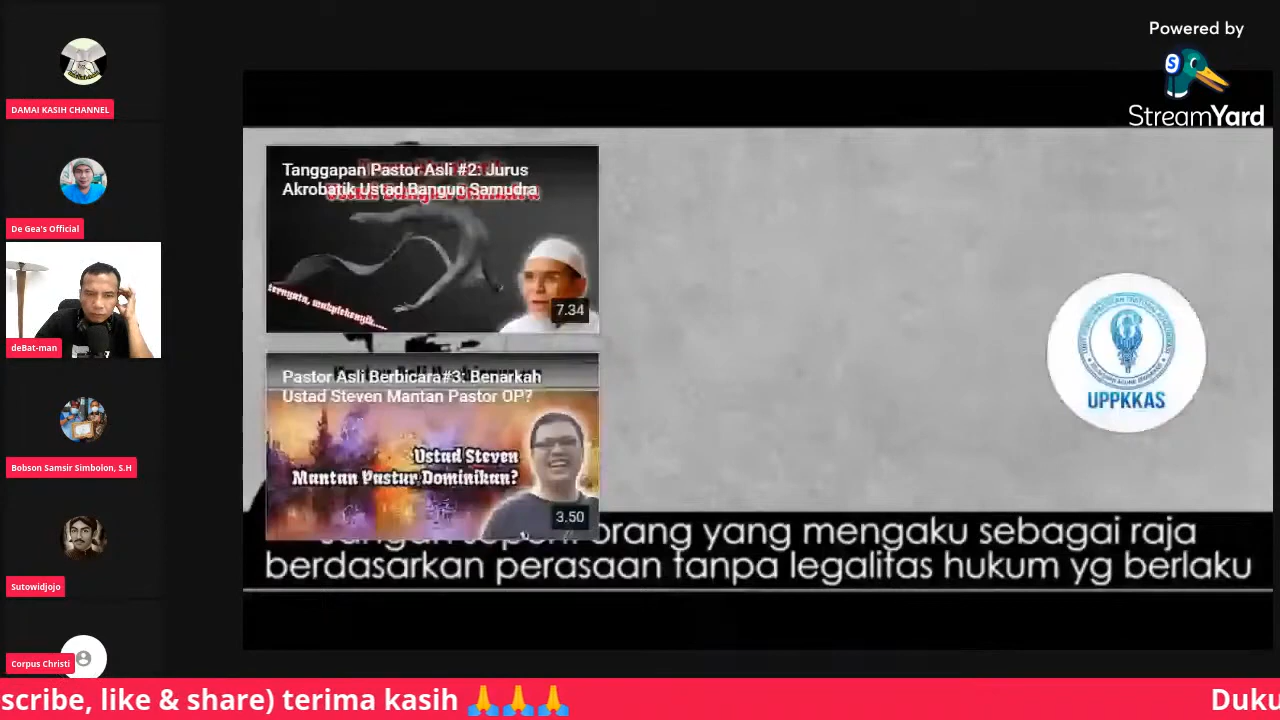 Powered by
StreamYard
DAMAI KASIH CHANNEL
De Gea's Official
deBat-man
Bobson Samsir Simbolon, S.H
Sutowidjojo
Corpus Christi
Tanggapan Pastor Asli #2: Jurus
Akrobatik Ustad Bangun Samudra
7.34
Pastor Asli Berbicara#3: Benarkah
Ustad Steven Mantan Pastor OP?
Ustad Steven
Mantan Pastur Dominikan?
3.50
UPPKKAS
orang yang mengaku sebagai raja
berdasarkan perasaan tanpa legalitas hukum yg berlaku
scribe, like & share) terima kasih 🙏🙏🙏
Duku